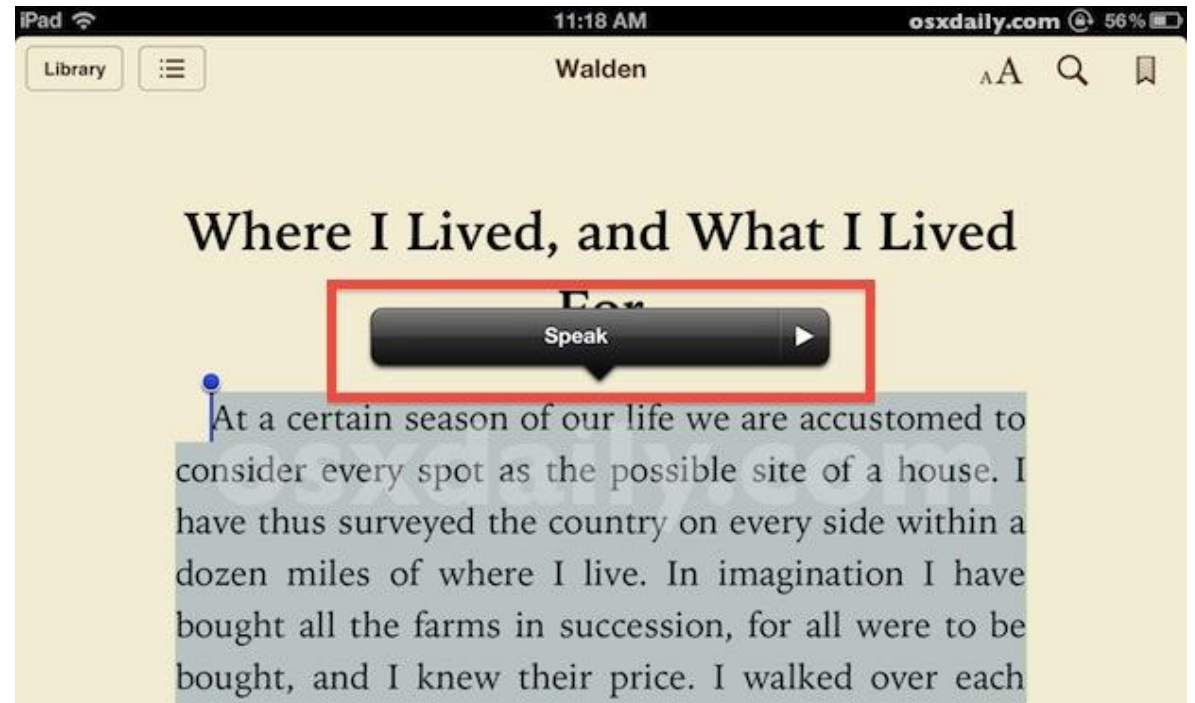 iPad 11:18 AM osxdaily.com 56%
Library Walden AA
Where I Lived, and What I Lived
For
Speak
At a certain season of our life we are accustomed to
consider every spot as the possible site of a house. I
have thus surveyed the country on every side within a
dozen miles of where I live. In imagination I have
bought all the farms in succession, for all were to be
bought, and I knew their price. I walked over each
osxdaily.com